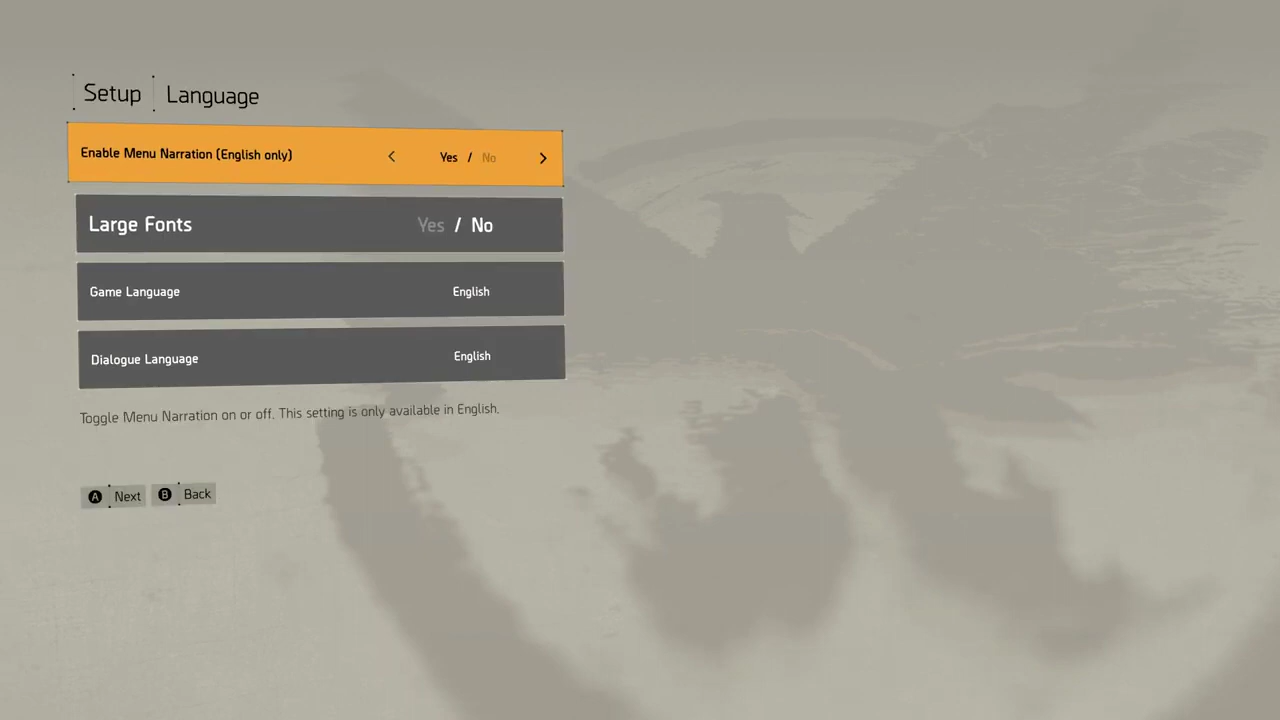 Setup Language
Enable Menu Narration (English only) < Yes / No >
Large Fonts Yes / No
Game Language English
Dialogue Language English
Toggle Menu Narration on or off. This setting is only available in English.
A Next B Back